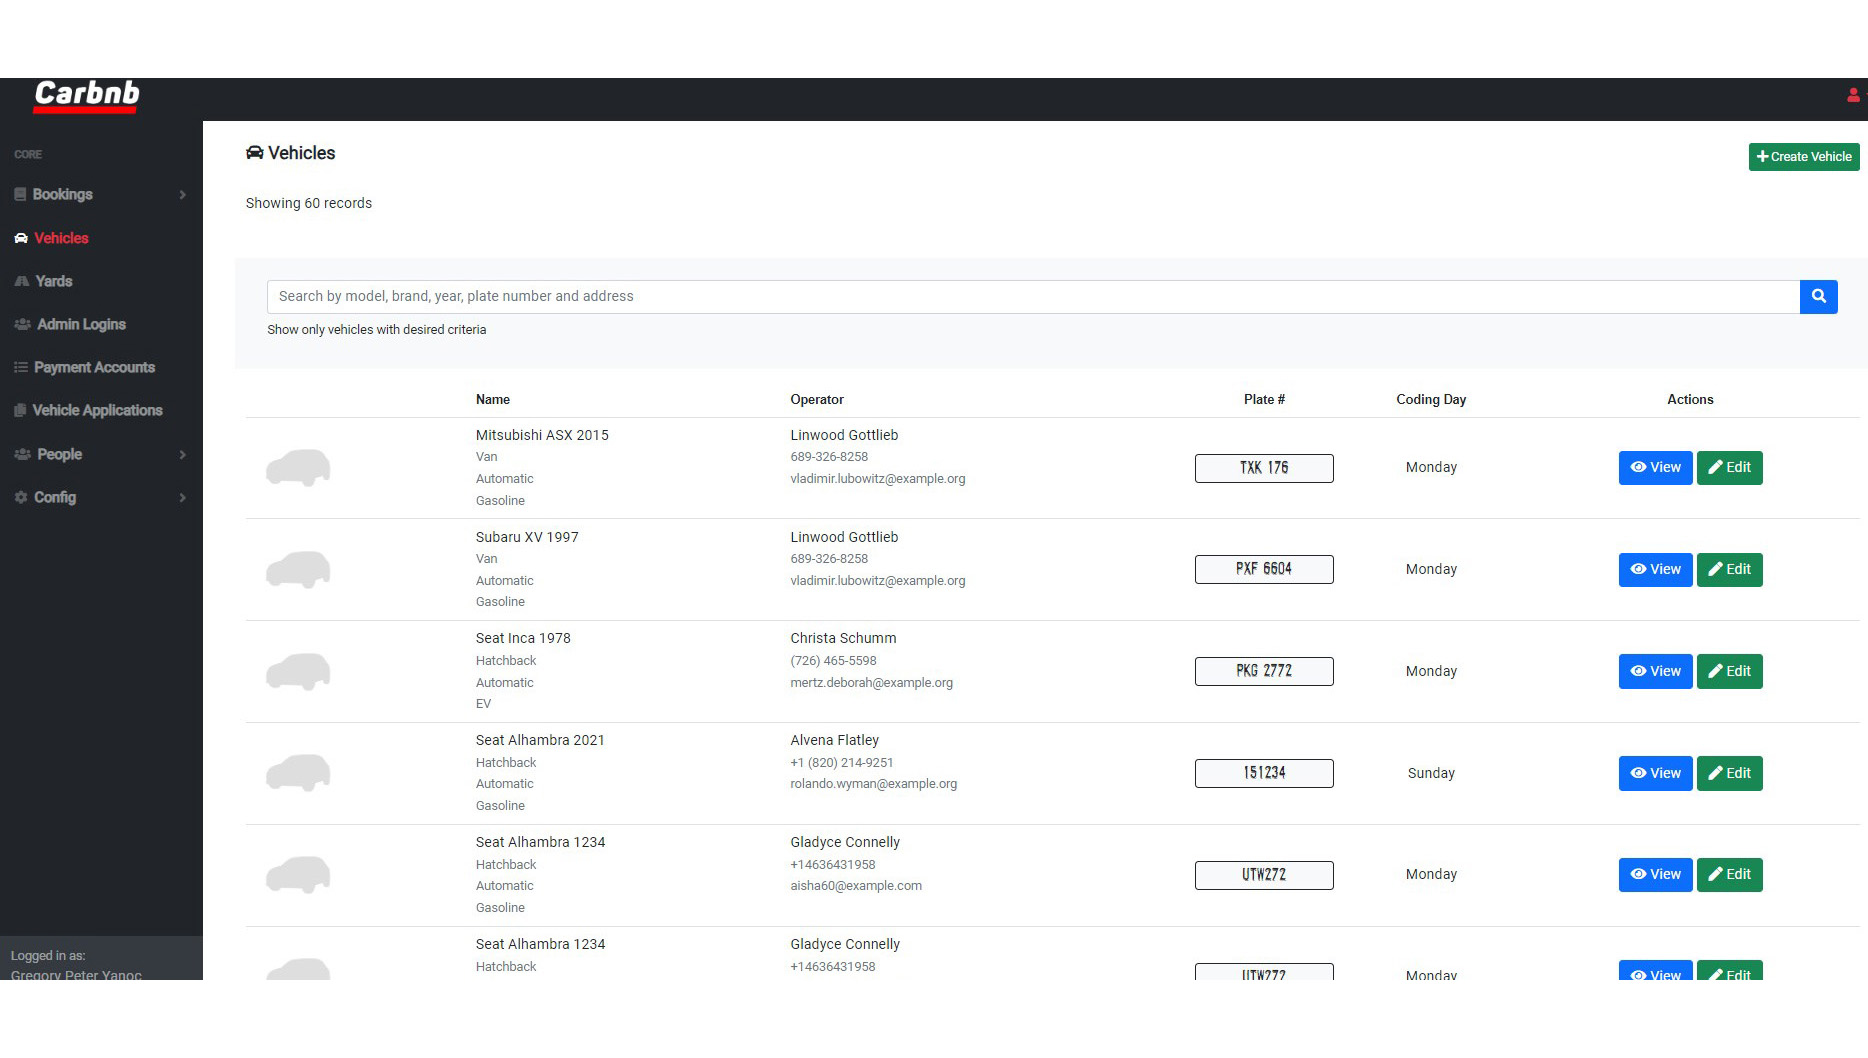 Carbnb
CORE
Bookings
Vehicles
Yards
Admin Logins
Payment Accounts
Vehicle Applications
People
Config
Logged in as:
Gregory Peter Yanoc
Vehicles
Create Vehicle
Showing 60 records
Search by model, brand, year, plate number and address
Show only vehicles with desired criteria
Name Operator Plate # Coding Day Actions
Mitsubishi ASX 2015 Linwood Gottlieb
Van 689-326-8258
TXK 176 Monday View Edit
Automatic vladimir.lubowitz@example.org
Gasoline
Subaru XV 1997 Linwood Gottlieb
Van 689-326-8258
PXF 6604 Monday View Edit
Automatic vladimir.lubowitz@example.org
Gasoline
Seat Inca 1978 Christa Schumm
Hatchback (726) 465-5598
PKG 2772 Monday View Edit
Automatic mertz.deborah@example.org
EV
Seat Alhambra 2021 Alvena Flatley
Hatchback +1 (820) 214-9251
151234 Sunday View Edit
Automatic rolando.wyman@example.org
Gasoline
Seat Alhambra 1234 Gladyce Connelly
Hatchback +14636431958
UTW272 Monday View Edit
Automatic aisha60@example.com
Gasoline
Seat Alhambra 1234 Gladyce Connelly
Hatchback +14636431958
UTW272 Monday View Edit